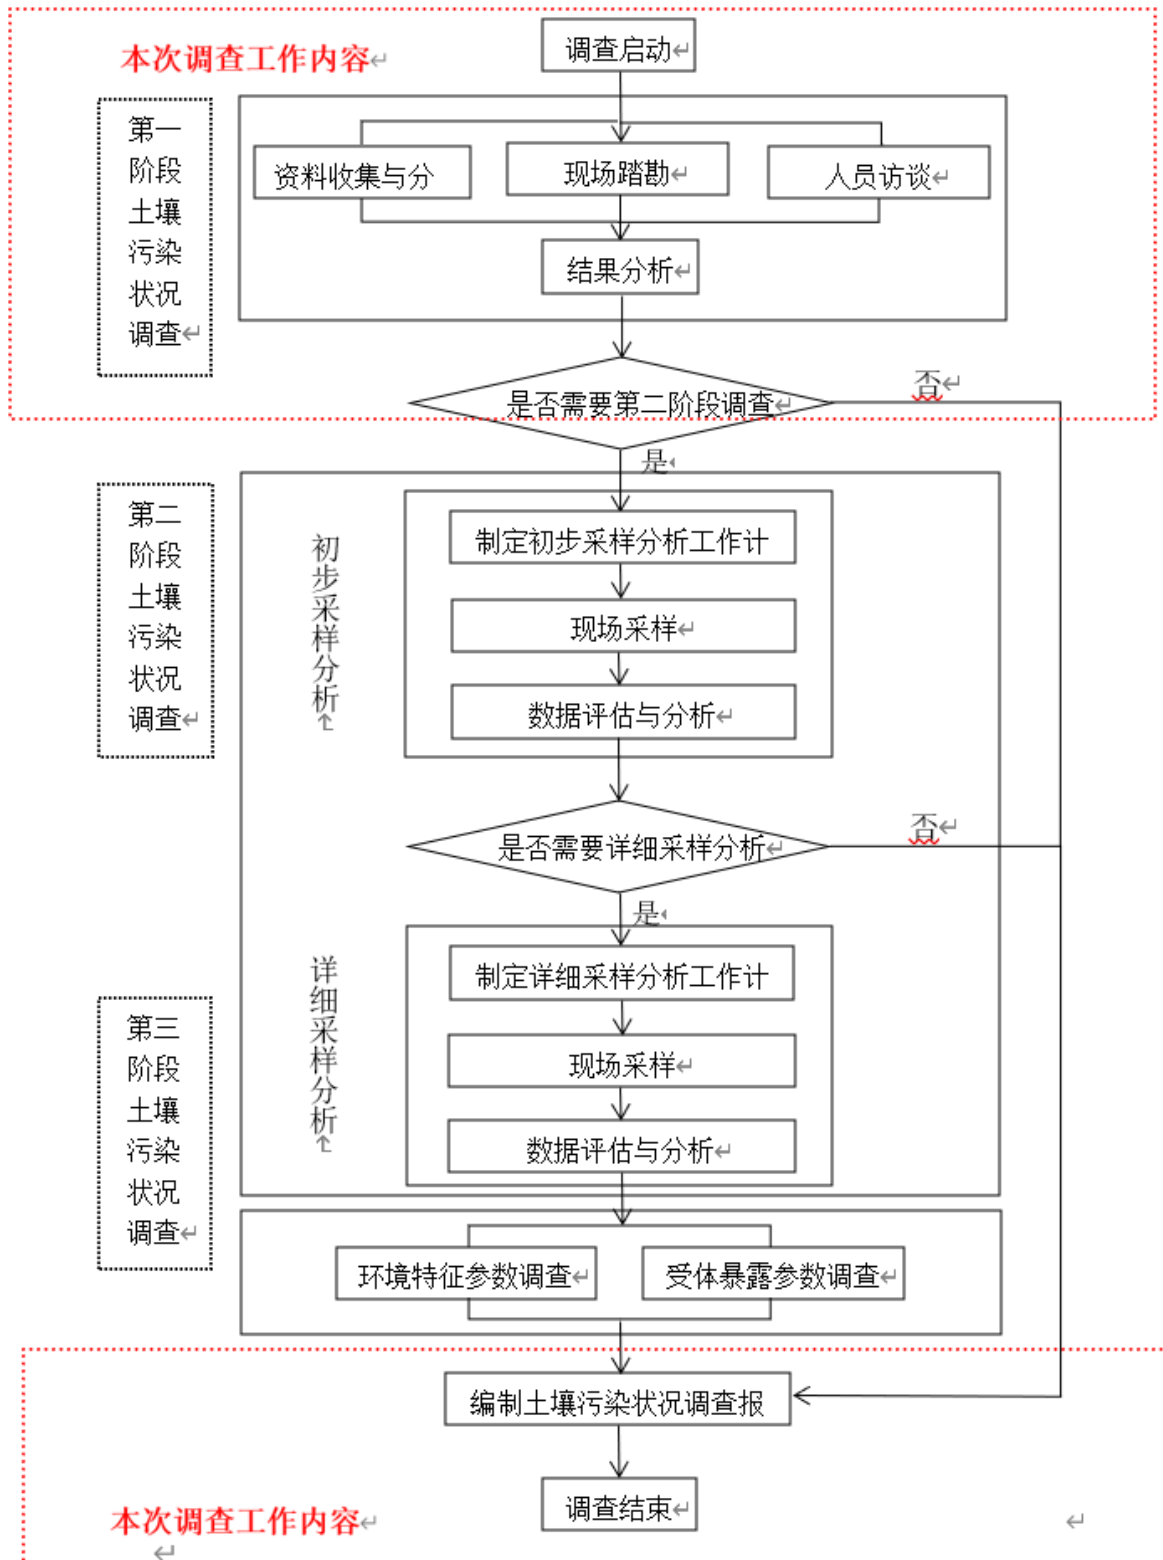 调查启动
本次调查工作内容
第一
阶段
土壤
污染
状况
调查
资料收集与分
现场踏勘
人员访谈
结果分析
是否需要第二阶段调查
否
是
第二
阶段
土壤
污染
状况
调查
初步采样分析
制定初步采样分析工作计
现场采样
数据评估与分析
是否需要详细采样分析
否
是
详细采样分析
制定详细采样分析工作计
现场采样
数据评估与分析
第三
阶段
土壤
污染
状况
调查
环境特征参数调查
受体暴露参数调查
编制土壤污染状况调查报
调查结束
本次调查工作内容